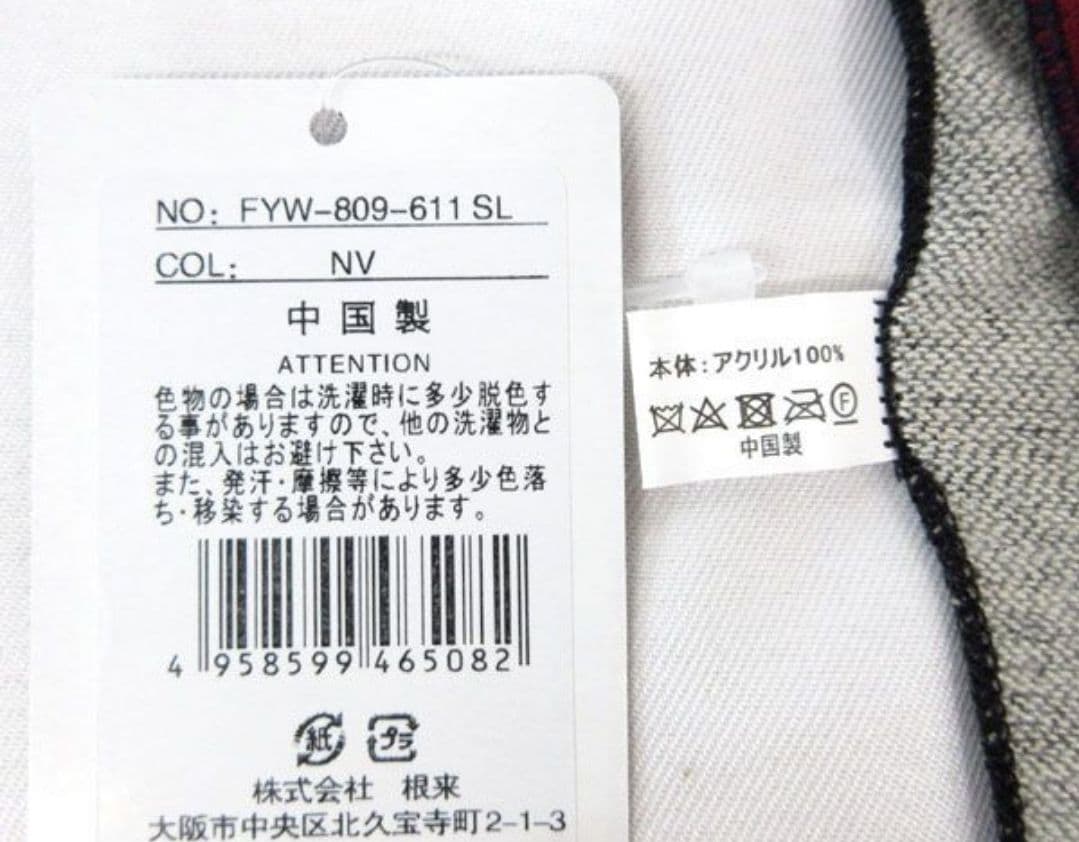 NO: FYW-809-611 SL
COL: NV
中国製
ATTENTION
色物の場合は洗濯時に多少脱色す
る事がありますので、他の洗濯物と
の混入はお避け下さい。
また、発汗・摩擦等により多少色落
ち・移染する場合があります。
4 958599 465082
紙 プラ
株式会社 根来
大阪市中央区北久宝寺町2-1-3
本体:アクリル100%
F
中国製